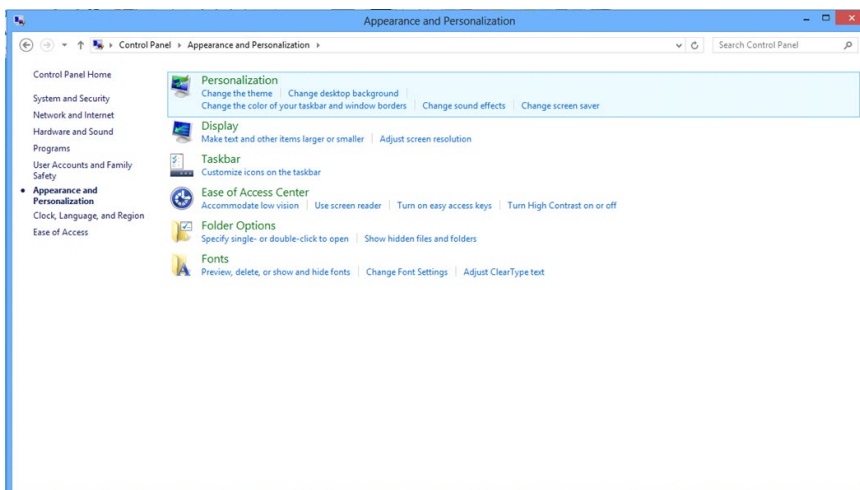 Appearance and Personalization
Control Panel Appearance and Personalization
Search Control Panel
Control Panel Home
System and Security
Network and Internet
Hardware and Sound
Programs
User Accounts and Family
Safety
Appearance and
Personalization
Clock, Language, and Region
Ease of Access
Personalization
Change the theme Change desktop background
Change the color of your taskbar and window borders Change sound effects Change screen saver
Display
Make text and other items larger or smaller Adjust screen resolution
Taskbar
Customize icons on the taskbar
Ease of Access Center
Accommodate low vision Use screen reader Turn on easy access keys Turn High Contrast on or off
Folder Options
Specify single- or double-click to open Show hidden files and folders
Fonts
Preview, delete, or show and hide fonts Change Font Settings Adjust ClearType text